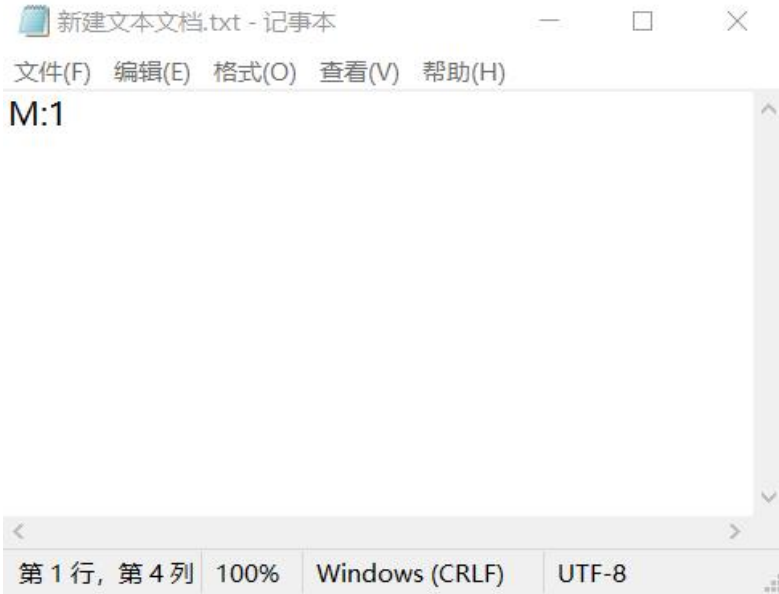 新建文本文档.txt - 记事本
文件(F) 编辑(E) 格式(O) 查看(V) 帮助(H)
M:1
第 1 行，第 4 列 100% Windows (CRLF) UTF-8